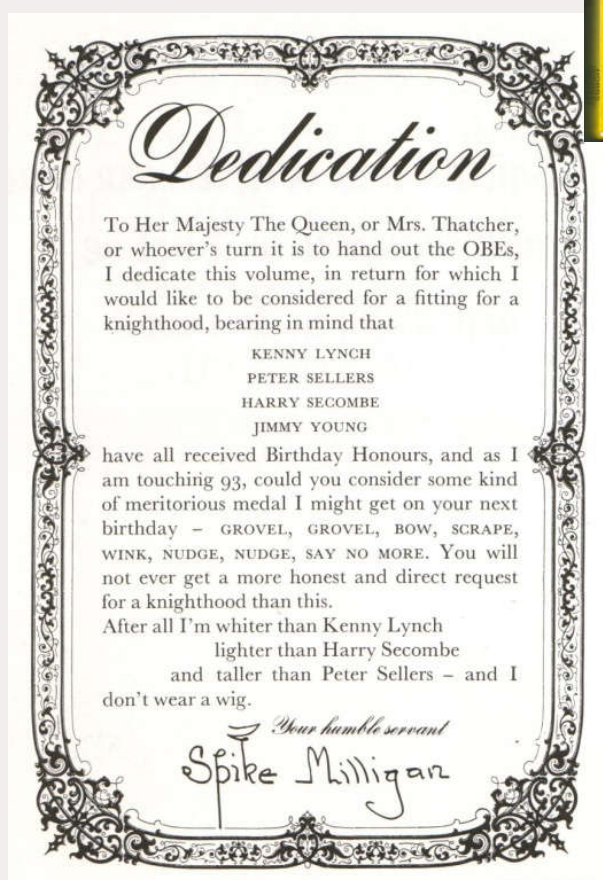 Dedication
To Her Majesty The Queen, or Mrs. Thatcher,
or whoever's turn it is to hand out the OBEs,
I dedicate this volume, in return for which I
would like to be considered for a fitting for a
knighthood, bearing in mind that
KENNY LYNCH
PETER SELLERS
HARRY SECOMBE
JIMMY YOUNG
have all received Birthday Honours, and as I
am touching 93, could you consider some kind
of meritorious medal I might get on your next
birthday – GROVEL, GROVEL, BOW, SCRAPE,
WINK, NUDGE, NUDGE, SAY NO MORE. You will
not ever get a more honest and direct request
for a knighthood than this.
After all I'm whiter than Kenny Lynch
lighter than Harry Secombe
and taller than Peter Sellers – and I
don't wear a wig.
Your humble servant
Spike Milligan